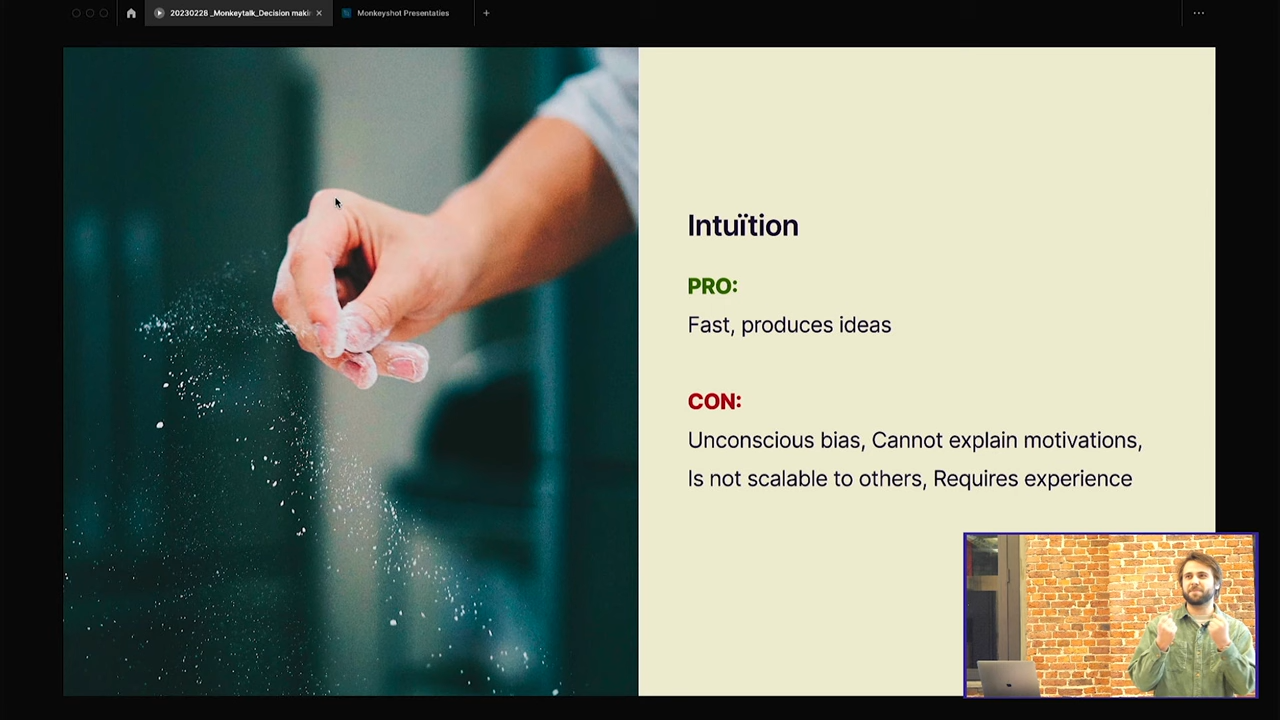 20230228 _Monkeytalk_Decision makin
Monkeyshot Presentaties
Intuïtion
PRO:
Fast, produces ideas
CON:
Unconscious bias, Cannot explain motivations,
Is not scalable to others, Requires experience